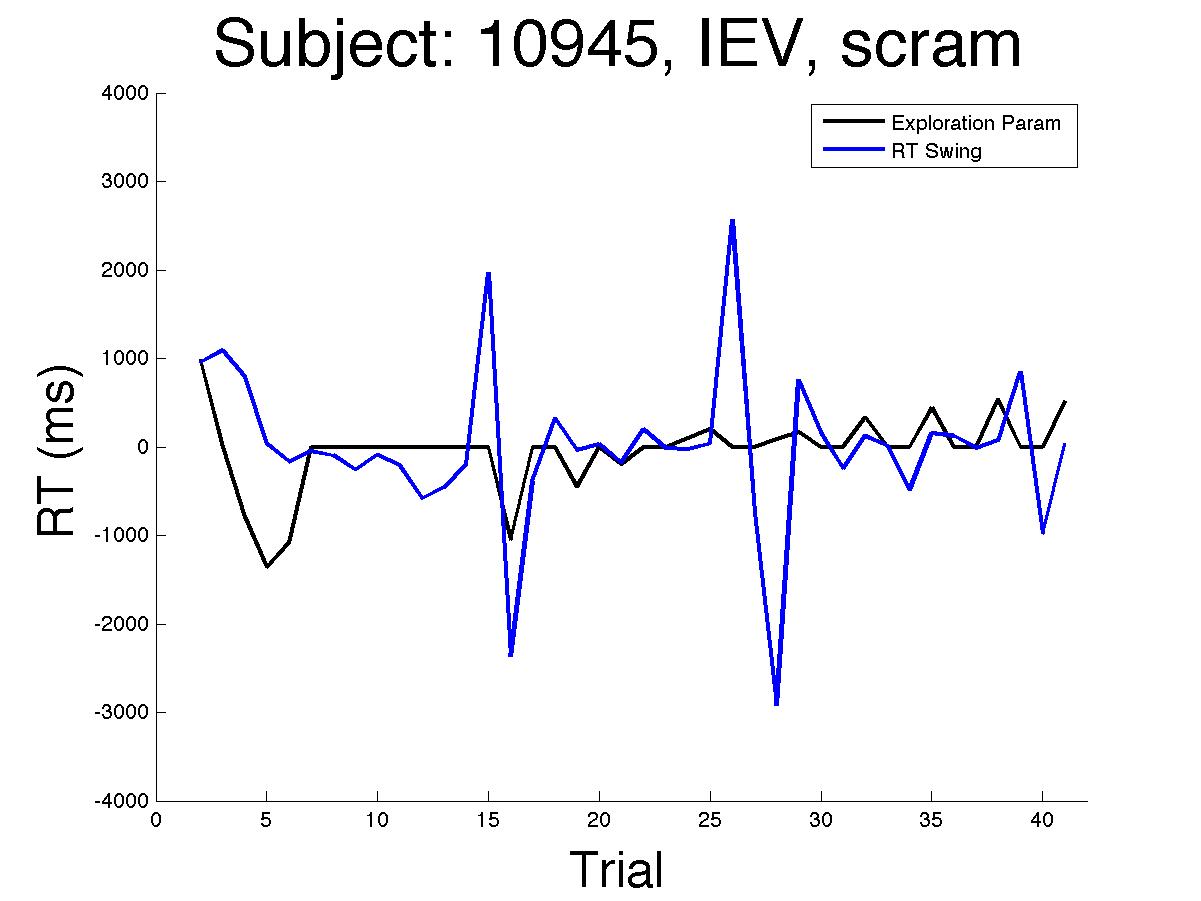 Subject: 10945, IEV, scram
4000
3000
2000
1000
0
-1000
-2000
-3000
-4000
RT (ms)
Exploration Param
RT Swing
0 5 10 15 20 25 30 35 40
Trial